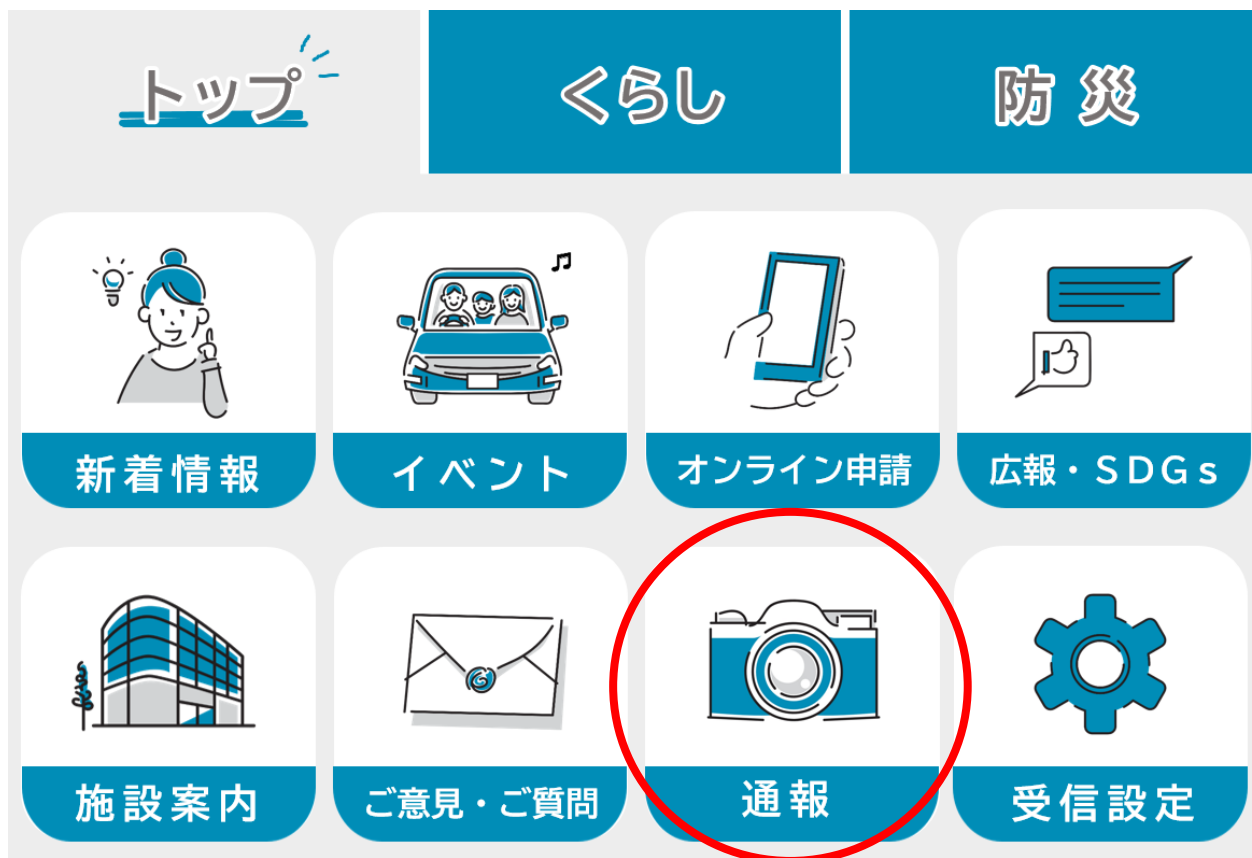 トップ
くらし
防災
新着情報
イベント
オンライン申請
広報・SDGs
施設案内
ご意見・ご質問
通報
受信設定